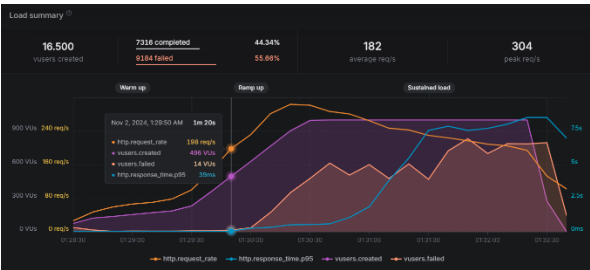 Load summary
16.500
vusers created
7316 completed 44.34%
9184 failed 55.66%
182
average req/s
304
peak req/s
Warm up Ramp up Sustained load
Nov 2, 2024, 1:29:50 AM 1m 20s
http.request_rate 198 req/s
vusers.created 496 VUs
vusers.failed 14 VUs
http.response_time.p95 39ms
900 VUs 240 req/s 7.5s
600 VUs 160 req/s 5s
300 VUs 80 req/s 2.5s
0 VUs 0 req/s 0ms
01:28:30 01:29:00 01:29:30 01:30:00 01:30:30 01:31:00 01:31:30 01:32:00 01:32:30
http.request_rate http.response_time.p95 vusers.created vusers.failed